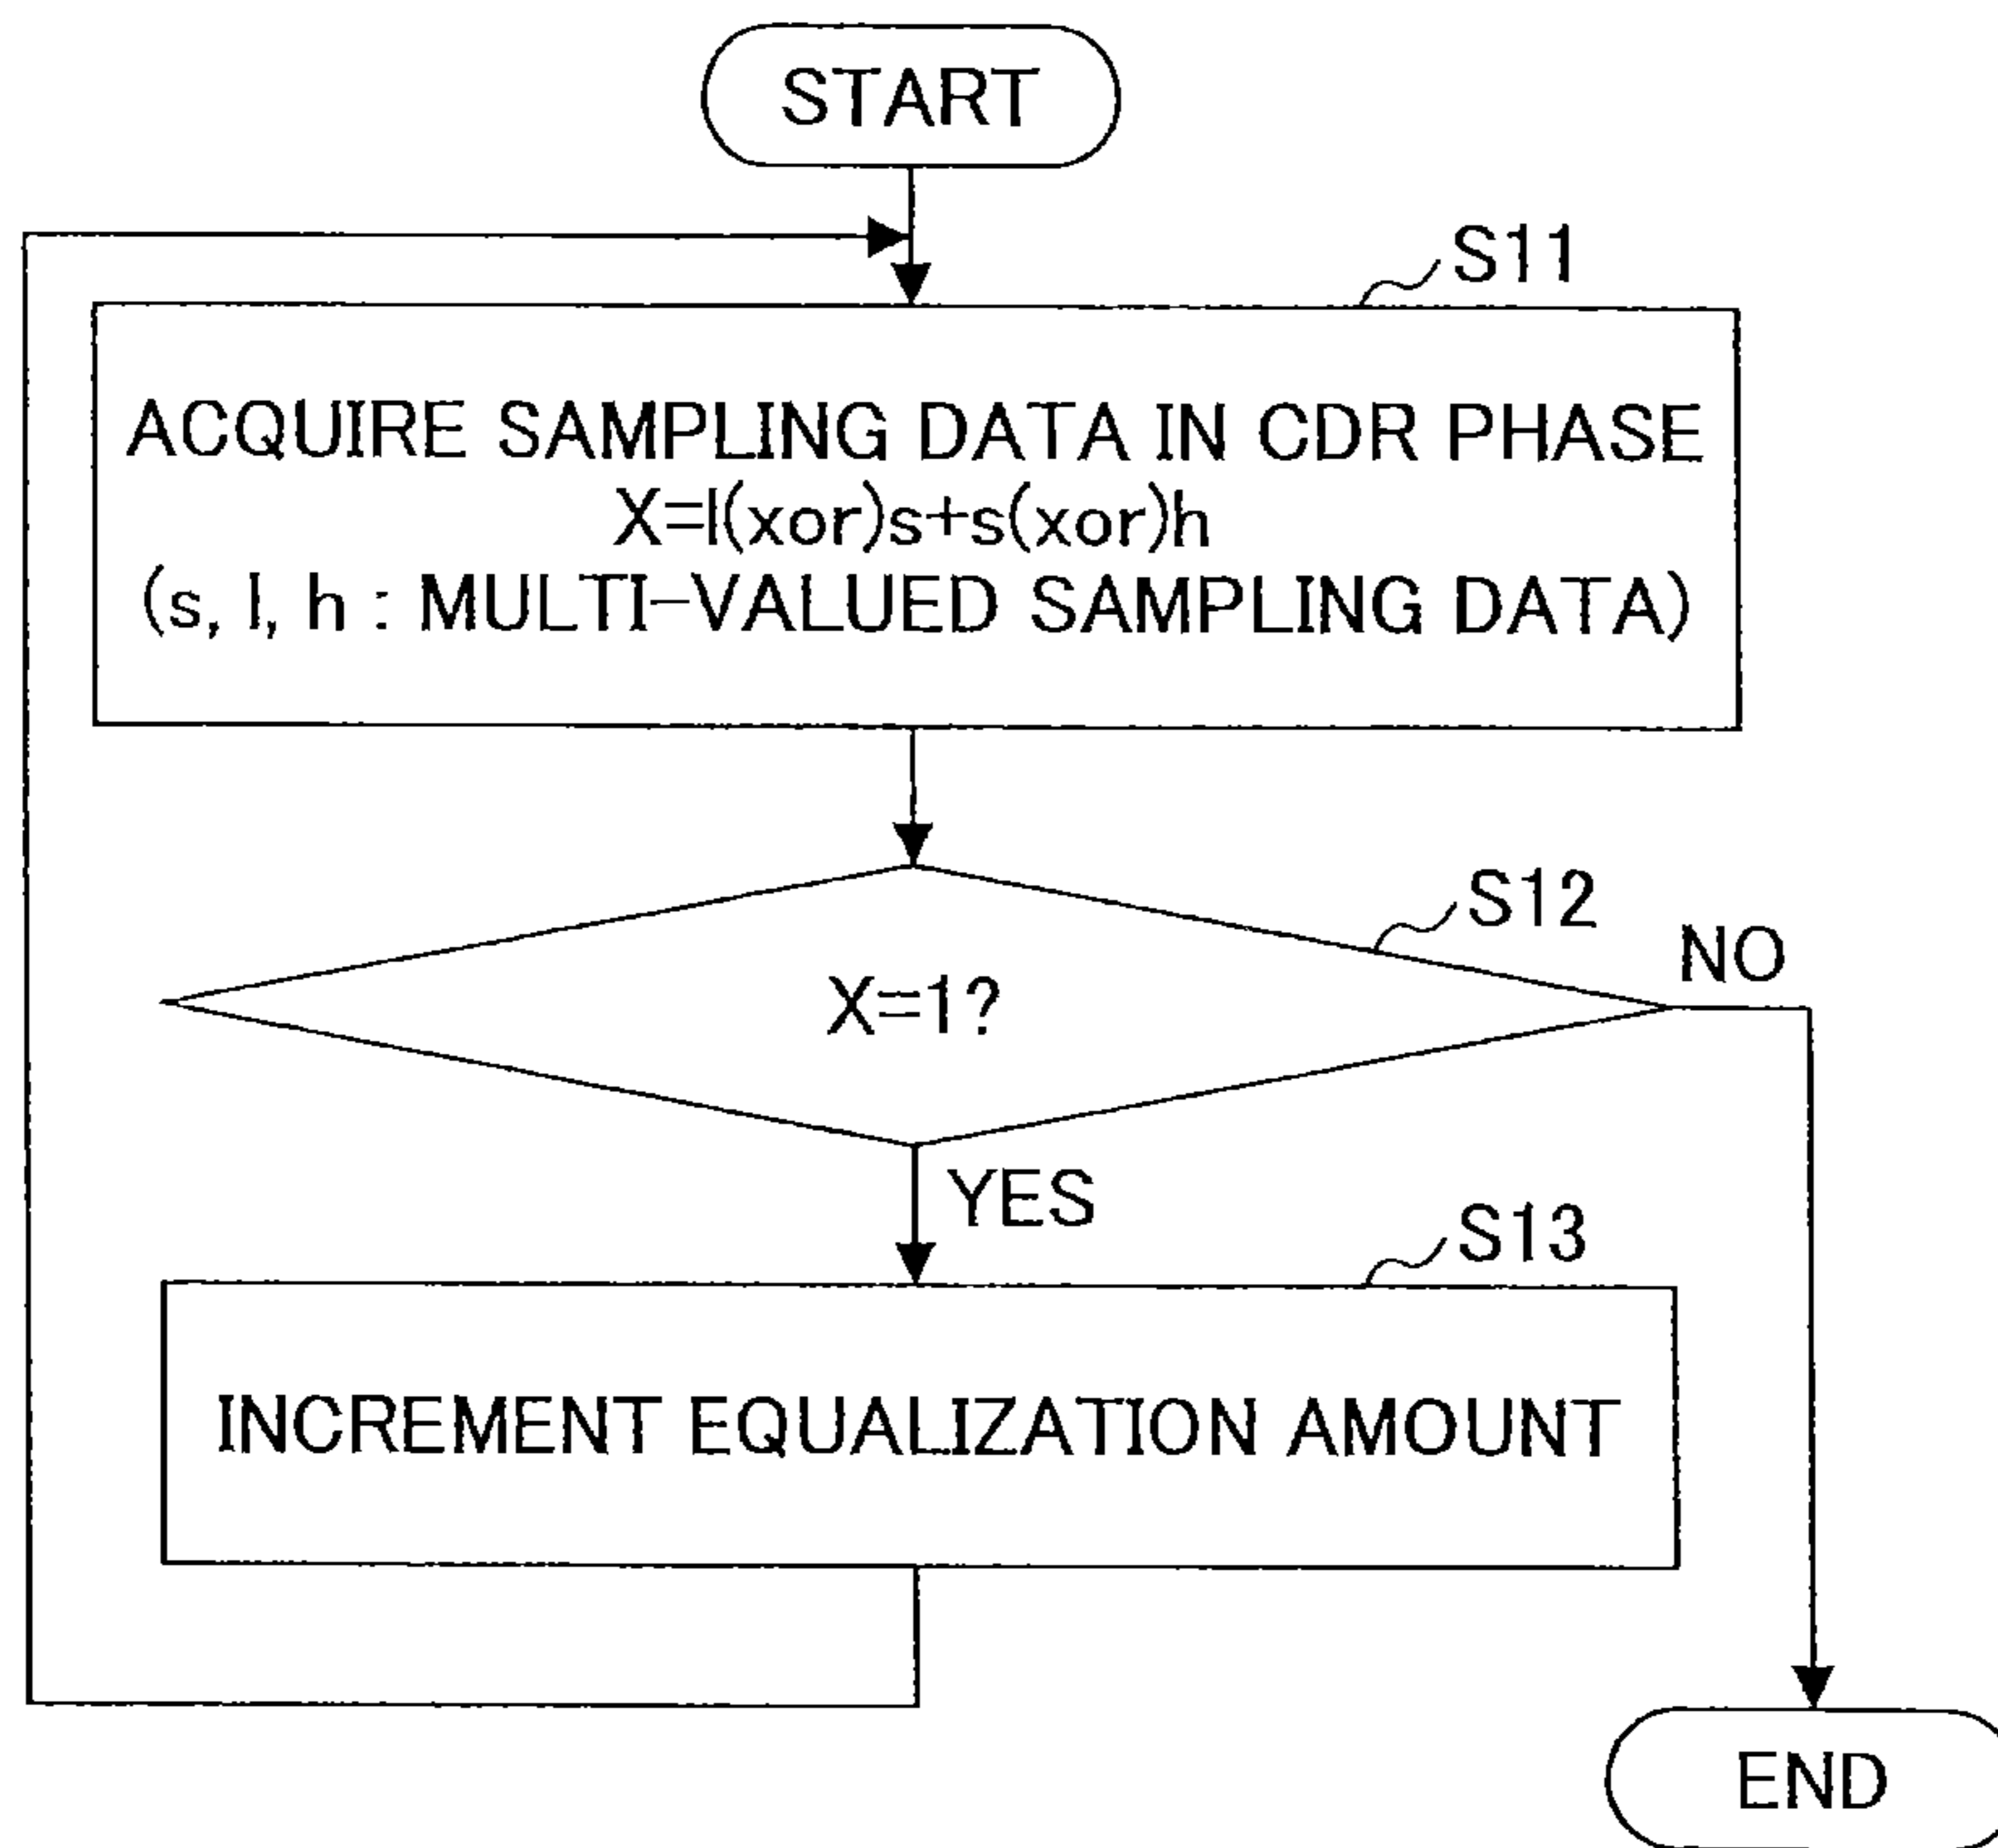 START
S11
ACQUIRE SAMPLING DATA IN CDR PHASE
X=l(xor)s+s(xor)h
(s, l, h : MULTI-VALUED SAMPLING DATA)
S12
NO
X=1?
YES
S13
INCREMENT EQUALIZATION AMOUNT
END